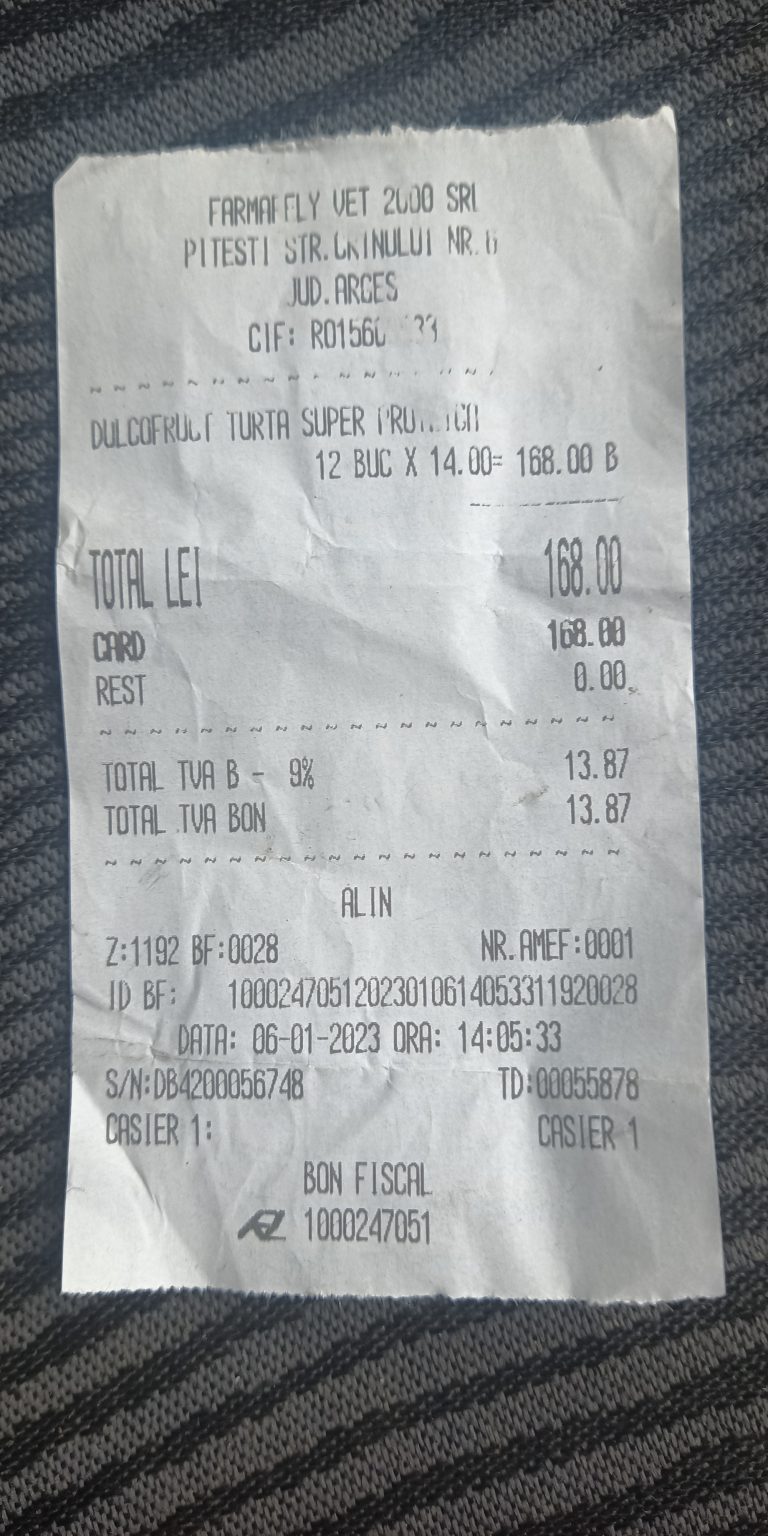 FARMAFFLY VET 2000 SRL
PITESTI STR. NR. 6
JUD.ARGES
CIF:
~ ~ ~ ~ ~ ~ ~ ~ ~ ~ ~ ~ ~ ~ ~ ~ ~
DULCOFRUCT TURTA SUPER
12 BUC X 14.00= 168.00 B
----------
TOTAL LEI 168.00
CARD 168.00
REST 0.00
~ ~ ~ ~ ~ ~ ~ ~ ~ ~ ~ ~ ~ ~ ~ ~ ~ ~ ~ ~ ~
TOTAL TVA B - 9% 13.87
TOTAL TVA BON 13.87
~ ~ ~ ~ ~ ~ ~ ~ ~ ~ ~ ~ ~ ~ ~ ~ ~ ~ ~ ~ ~
ALIN
Z:1192 BF:0028 NR.AMEF:0001
ID BF: 10002470512023010614053311920028
DATA: 06-01-2023 ORA: 14:05:33
S/N:DB4200056748 TD:00055878
CASIER 1: CASIER 1
BON FISCAL
1000247051